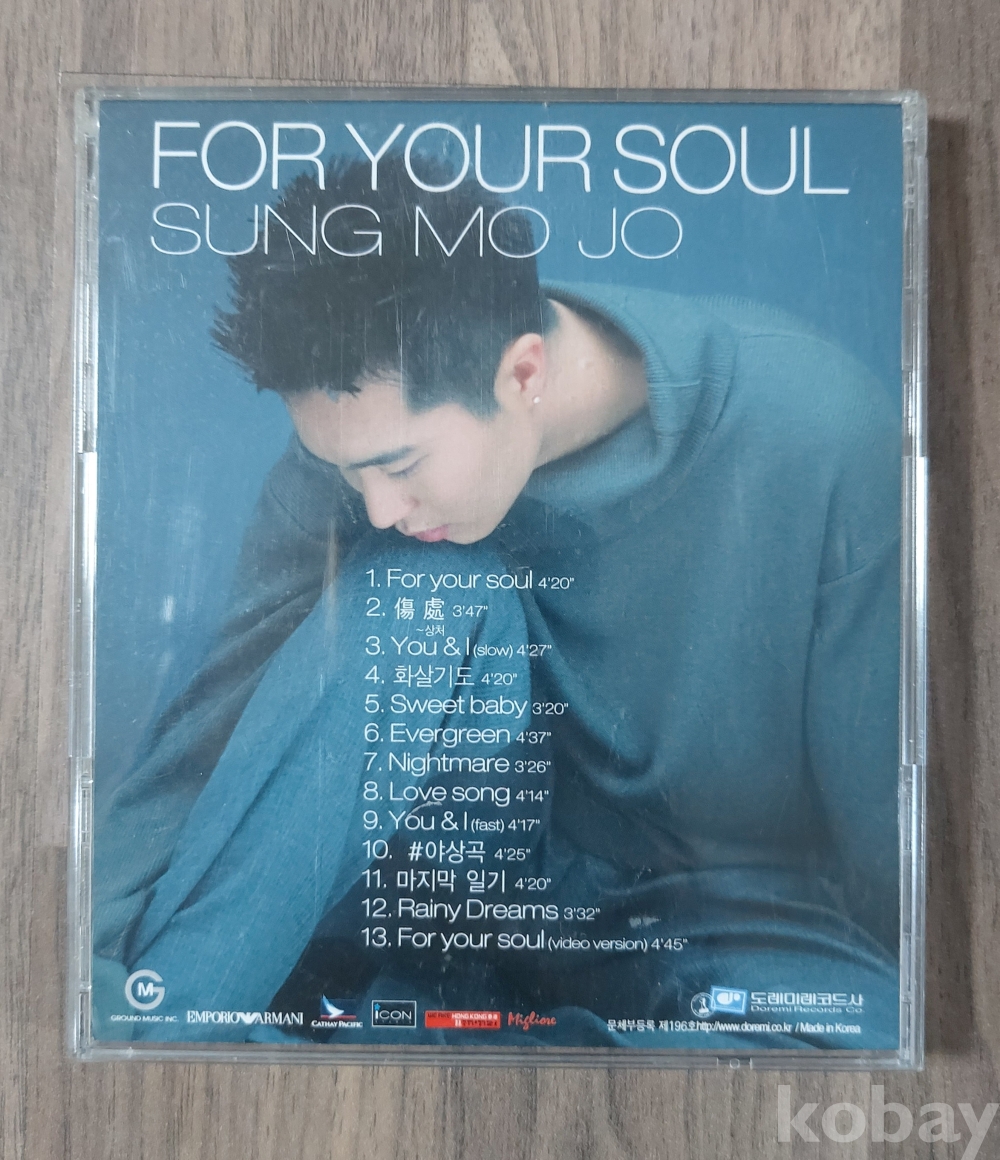 FOR YOUR SOUL
SUNG MO JO
1. For your soul 4'20"
2. 傷 處 3'47"
~상처
3. You & I (slow) 4'27"
4. 화살기도 4'20"
5. Sweet baby 3'20"
6. Evergreen 4'37"
7. Nightmare 3'26"
8. Love song 4'14"
9. You & I (fast) 4'17"
10. #야상곡 4'25"
11. 마지막 일기 4'20"
12. Rainy Dreams 3'32"
13. For your soul (video version) 4'45"
GM
GROUND MUSIC INC.
EMPORIO ARMANI
CATHAY PACIFIC
iCON
HONG KONG
Migliore
도레미레코드사
Doremi Records Co.
문체부등록 제196호 http://www.doremi.co.kr / Made in Korea
kobay